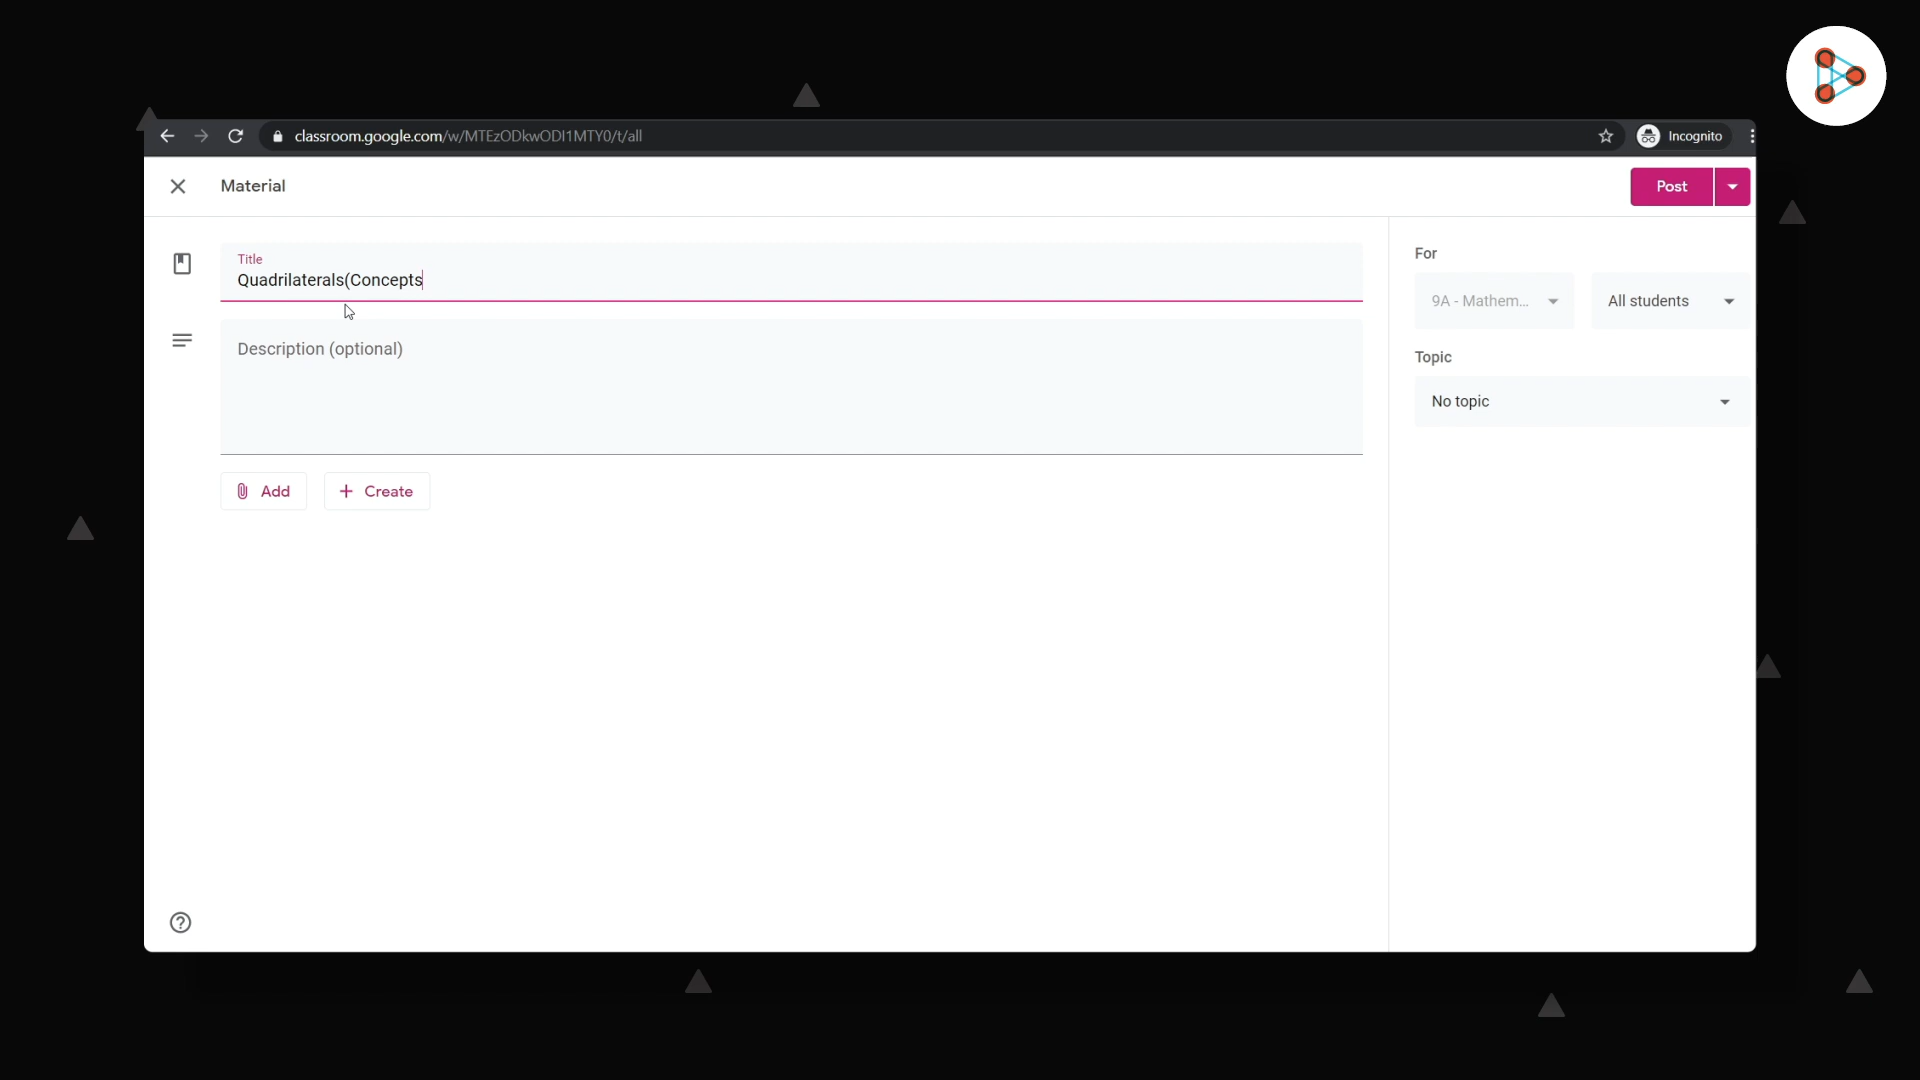 classroom.google.com/w/MTEzODkwODI1MTY0/t/all
Incognito
Material
Post
Title
Quadrilaterals(Concepts
Description (optional)
Add
Create
For
9A - Mathem...
All students
Topic
No topic